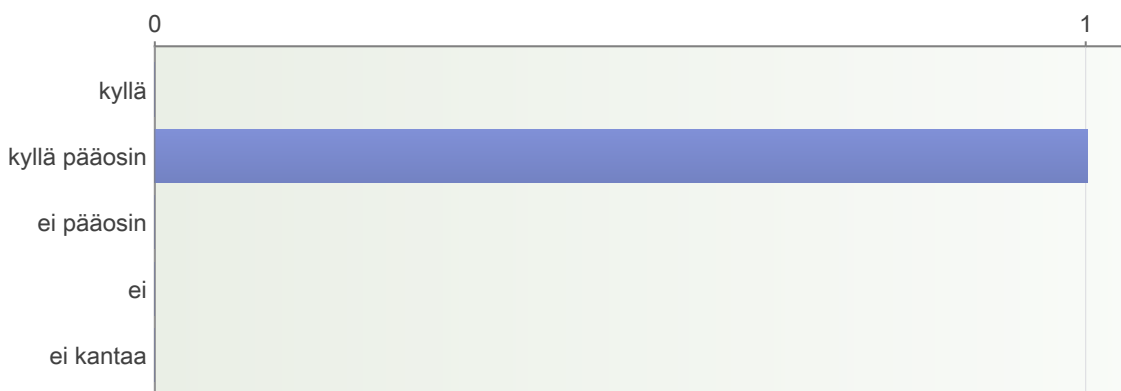 0 1
kyllä
kyllä pääosin
ei pääosin
ei
ei kantaa